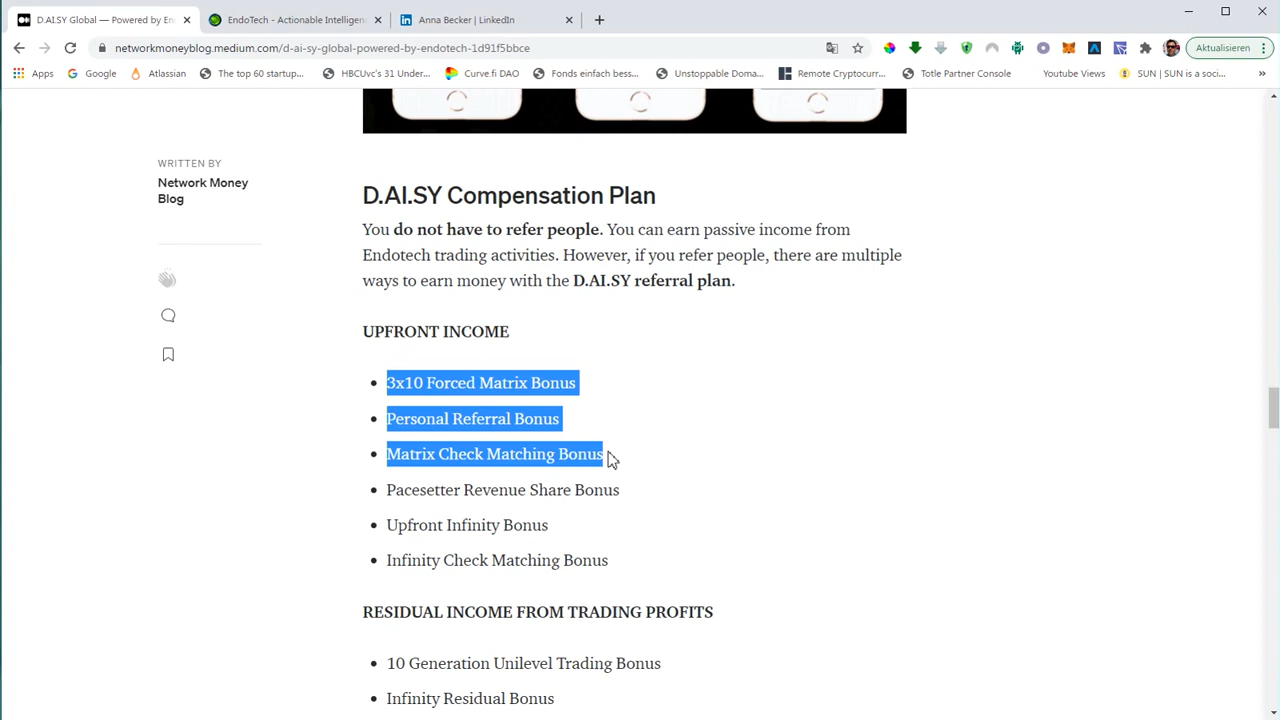 D.AI.SY Global — Powered by En
EndoTech - Actionable Intelligen
Anna Becker | LinkedIn
networkmoneyblog.medium.com/d-ai-sy-global-powered-by-endotech-1d91f5bbce
Aktualisieren
Apps
Google
Atlassian
The top 60 startup...
HBCUvc's 31 Under...
Curve.fi DAO
Fonds einfach bess...
Unstoppable Doma...
Remote Cryptocurr...
Totle Partner Console
Youtube Views
SUN | SUN is a soci...
»
WRITTEN BY
Network Money
Blog
D.AI.SY Compensation Plan
You do not have to refer people. You can earn passive income from
Endotech trading activities. However, if you refer people, there are multiple
ways to earn money with the D.AI.SY referral plan.
UPFRONT INCOME
• 3x10 Forced Matrix Bonus
• Personal Referral Bonus
• Matrix Check Matching Bonus
• Pacesetter Revenue Share Bonus
• Upfront Infinity Bonus
• Infinity Check Matching Bonus
RESIDUAL INCOME FROM TRADING PROFITS
• 10 Generation Unilevel Trading Bonus
• Infinity Residual Bonus